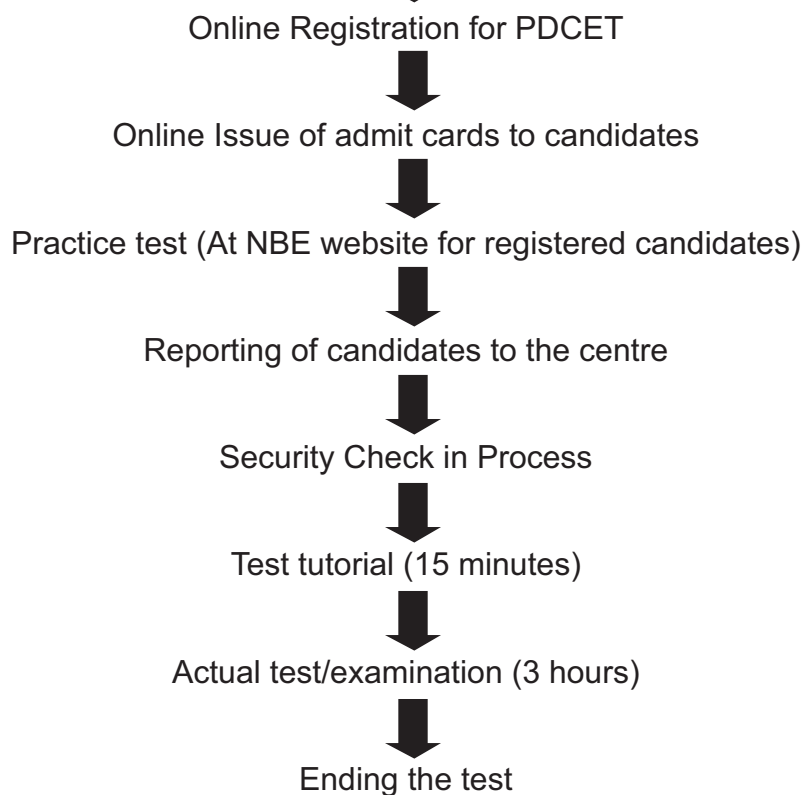 Online Registration for PDCET
Online Issue of admit cards to candidates
Practice test (At NBE website for registered candidates)
Reporting of candidates to the centre
Security Check in Process
Test tutorial (15 minutes)
Actual test/examination (3 hours)
Ending the test